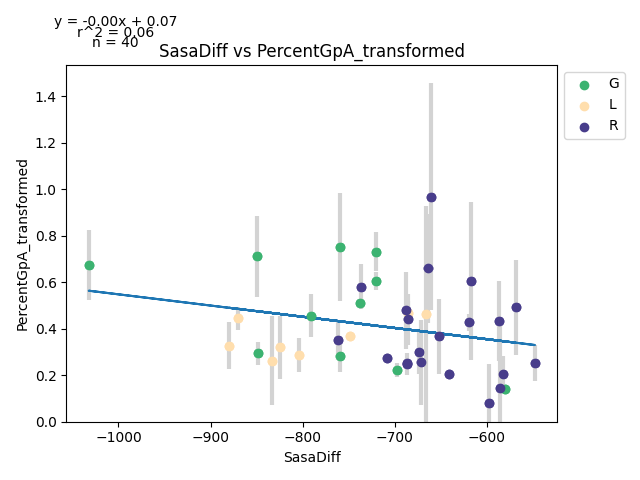 y = -0.00x + 0.07
r^2 = 0.06
n = 40
SasaDiff vs PercentGpA_transformed
G
L
R
PercentGpA_transformed
1.4
1.2
1.0
0.8
0.6
0.4
0.2
0.0
−1000
−900
−800
−700
−600
SasaDiff